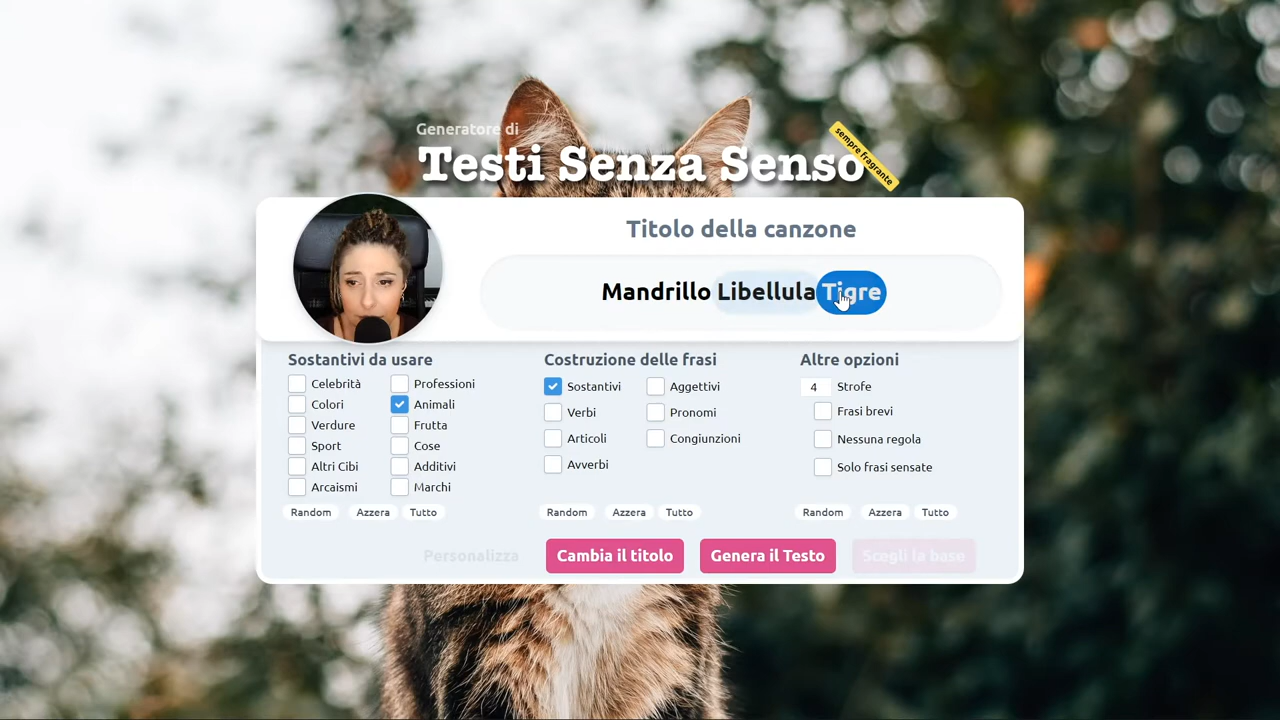 Generatore di
Testi Senza Senso
sempre fragrante
Titolo della canzone
Mandrillo Libellula Tigre
Sostantivi da usare
Celebrità
Professioni
Colori
Animali
Verdure
Frutta
Sport
Cose
Altri Cibi
Additivi
Arcaismi
Marchi
Random Azzera Tutto
Costruzione delle frasi
Sostantivi
Aggettivi
Verbi
Pronomi
Articoli
Congiunzioni
Avverbi
Random Azzera Tutto
Altre opzioni
4 Strofe
Frasi brevi
Nessuna regola
Solo frasi sensate
Random Azzera Tutto
Personalizza
Cambia il titolo
Genera il Testo
Scegli la base